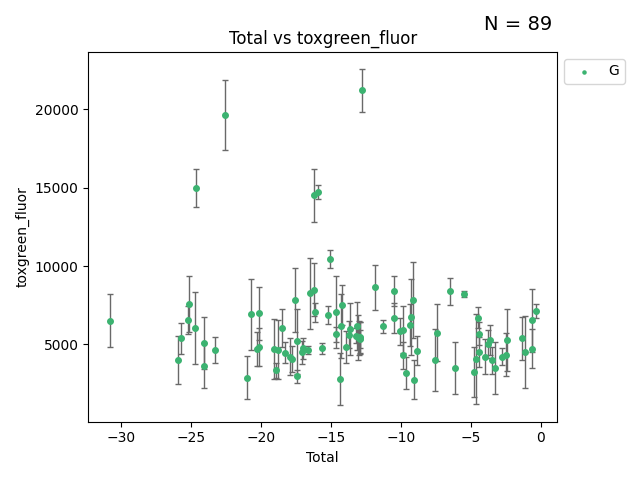 N = 89
Total vs toxgreen_fluor
G
toxgreen_fluor
20000
15000
10000
5000
−30 −25 −20 −15 −10 −5 0
Total